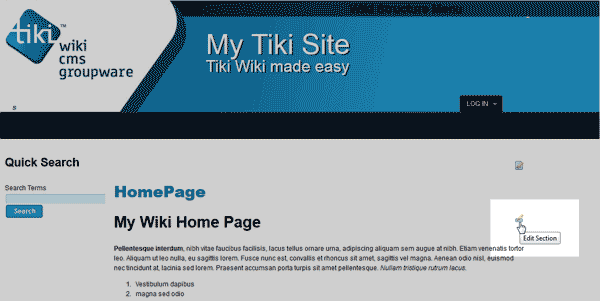 tiki™
wiki
cms
groupware
My Tiki Site
Tiki Wiki made easy
s
LOG IN
Quick Search
Search Terms
Search
HomePage
My Wiki Home Page
Edit Section
Pellentesque interdum, nibh vitae faucibus facilisis, lacus tellus ornare urna, adipiscing aliquam sem augue at nibh. Etiam venenatis tortor
leo. Aliquam ut leo nulla, eu sagittis lorem. Fusce nunc est, convallis et rhoncus sit amet, sagittis vel magna. Aenean odio nisl, euismod
nec tincidunt at, lacinia sed lorem. Praesent accumsan porta turpis sit amet pellentesque. Nullam tristique rutrum lacus.
1. Vestibulum dapibus
2. magna sed odio